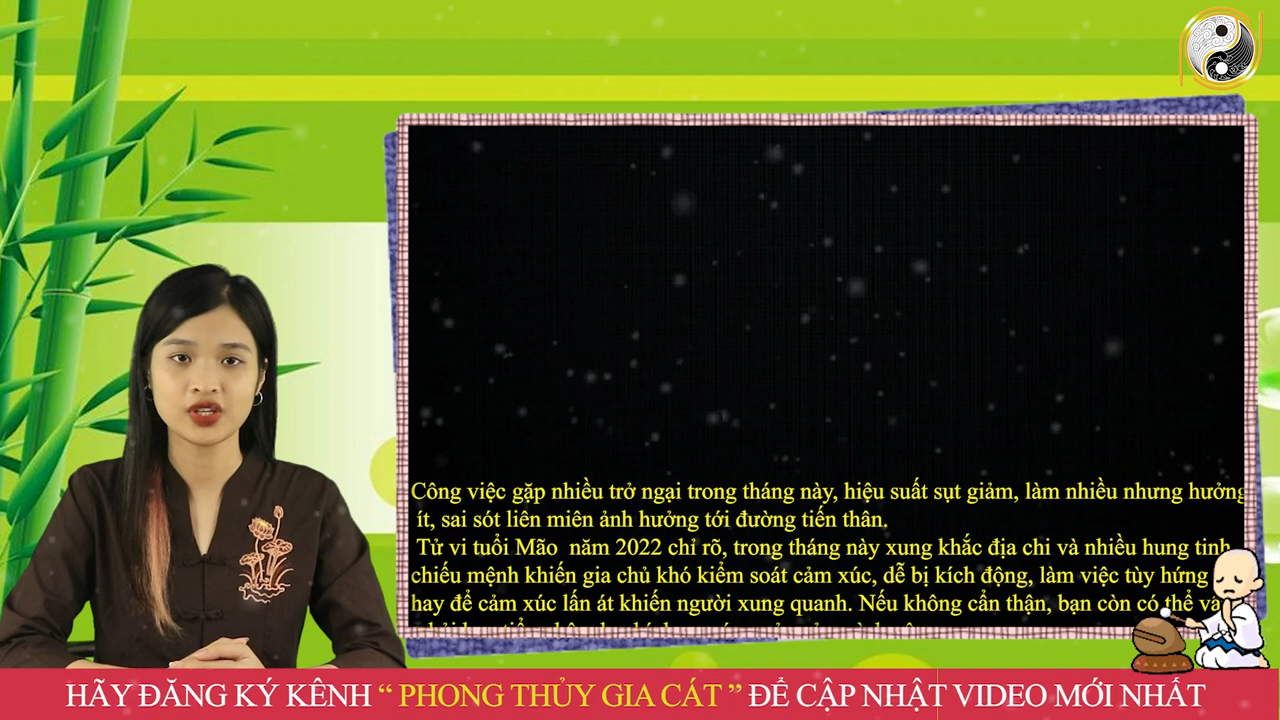 Công việc gặp nhiều trở ngại trong tháng này, hiệu suất sụt giảm, làm nhiều nhưng hưởng
ít, sai sót liên miên ảnh hưởng tới đường tiến thân.
Tử vi tuổi Mão năm 2022 chỉ rõ, trong tháng này xung khắc địa chi và nhiều hung tinh
chiếu mệnh khiến gia chủ khó kiểm soát cảm xúc, dễ bị kích động, làm việc tùy hứng
hay để cảm xúc lấn át khiến người xung quanh. Nếu không cẩn thận, bạn còn có thể
HÃY ĐĂNG KÝ KÊNH “ PHONG THỦY GIA CÁT ” ĐỂ CẬP NHẬT VIDEO MỚI NHẤT